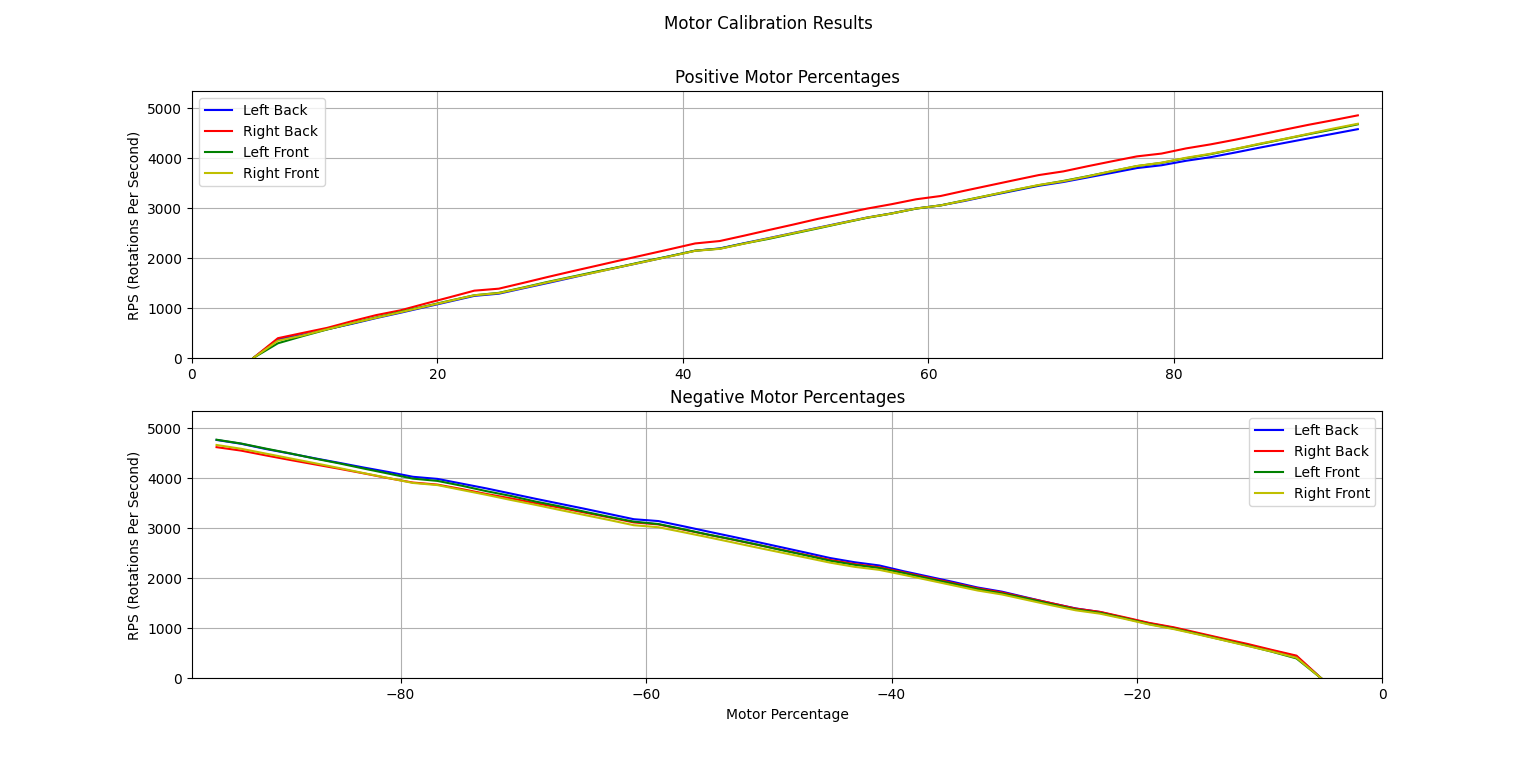 Motor Calibration Results
Positive Motor Percentages
RPS (Rotations Per Second)
5000
4000
3000
2000
1000
0
Left Back
Right Back
Left Front
Right Front
0 20 40 60 80
Negative Motor Percentages
RPS (Rotations Per Second)
5000
4000
3000
2000
1000
0
Left Back
Right Back
Left Front
Right Front
−80 −60 −40 −20 0
Motor Percentage